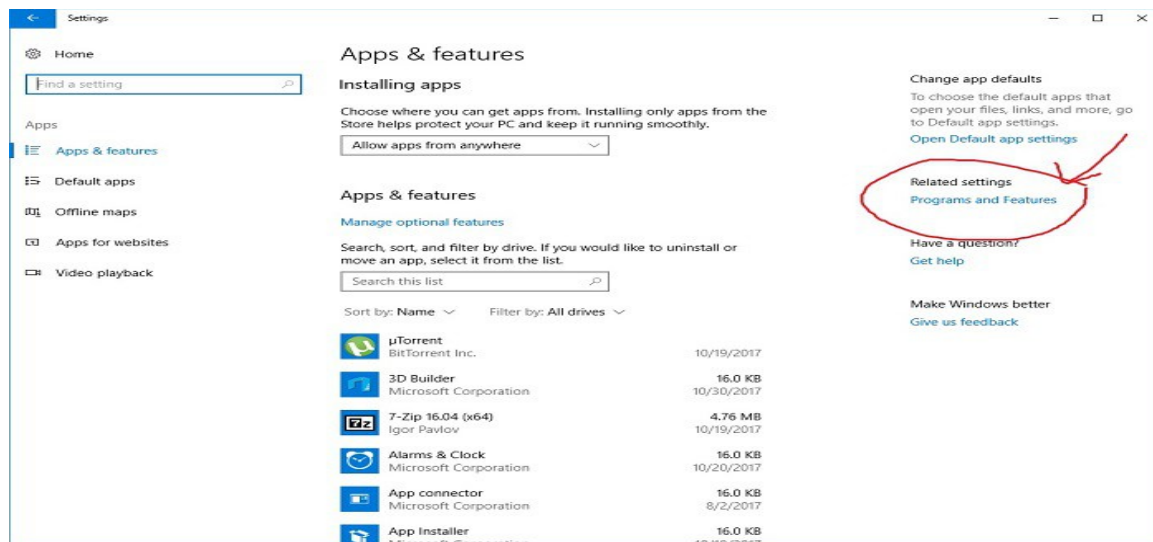 Settings
Home
Find a setting
Apps
Apps & features
Default apps
Offline maps
Apps for websites
Video playback
Apps & features
Installing apps
Choose where you can get apps from. Installing only apps from the
Store helps protect your PC and keep it running smoothly.
Allow apps from anywhere
Apps & features
Manage optional features
Search, sort, and filter by drive. If you would like to uninstall or
move an app, select it from the list.
Search this list
Sort by: Name Filter by: All drives
µTorrent
BitTorrent Inc. 10/19/2017
3D Builder 16.0 KB
Microsoft Corporation 10/30/2017
7-Zip 16.04 (x64) 4.76 MB
Igor Pavlov 10/19/2017
Alarms & Clock 16.0 KB
Microsoft Corporation 10/20/2017
App connector 16.0 KB
Microsoft Corporation 8/2/2017
App Installer 16.0 KB
Change app defaults
To choose the default apps that
open your files, links, and more, go
to Default app settings.
Open Default app settings
Related settings
Programs and Features
Have a question?
Get help
Make Windows better
Give us feedback